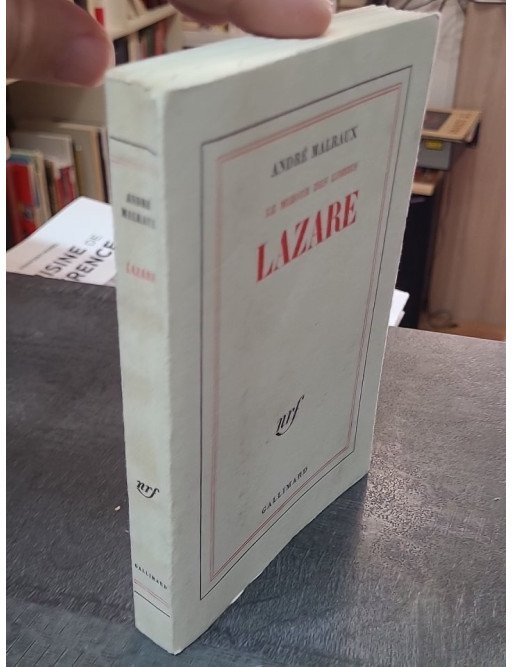 ANDRÉ MALRAUX
LE MIROIR DES LIMBES
LAZARE
nrf
GALLIMARD
ANDRÉ
MALRAUX
LAZARE
nrf
GALLIMARD